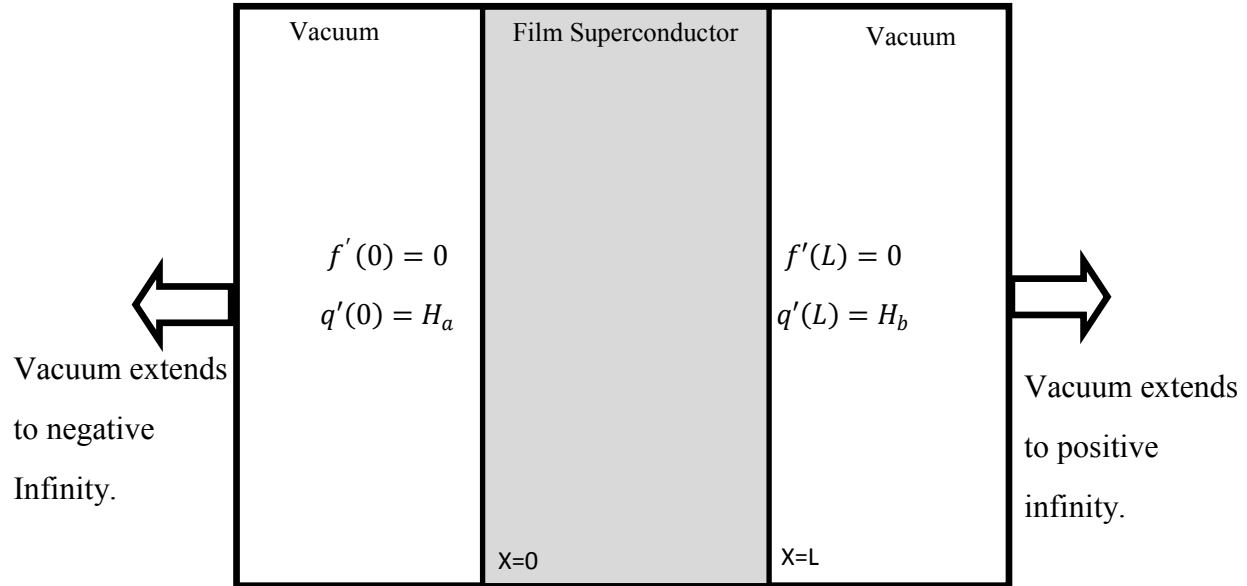 Vacuum
Film Superconductor
Vacuum
f'(0) = 0
q'(0) = H_a
f'(L) = 0
q'(L) = H_b
Vacuum extends
to negative
Infinity.
Vacuum extends
to positive
infinity.
X=0
X=L